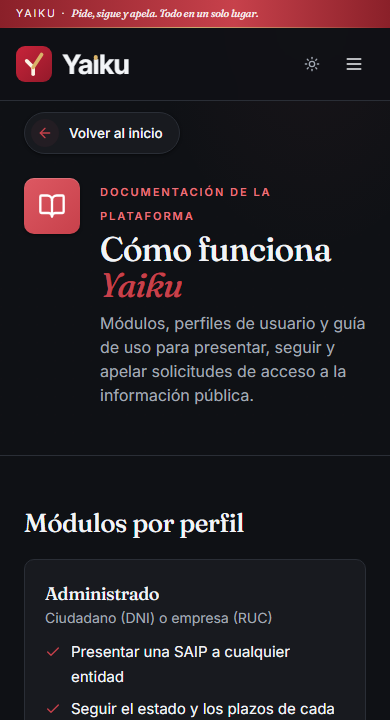 YAIKU · Pide, sigue y apela. Todo en un solo lugar.
Yaiku
Volver al inicio
DOCUMENTACIÓN DE LA
PLATAFORMA
Cómo funciona
Yaiku
Módulos, perfiles de usuario y guía
de uso para presentar, seguir y
apelar solicitudes de acceso a la
información pública.
Módulos por perfil
Administrado
Ciudadano (DNI) o empresa (RUC)
Presentar una SAIP a cualquier
entidad
Seguir el estado y los plazos de cada